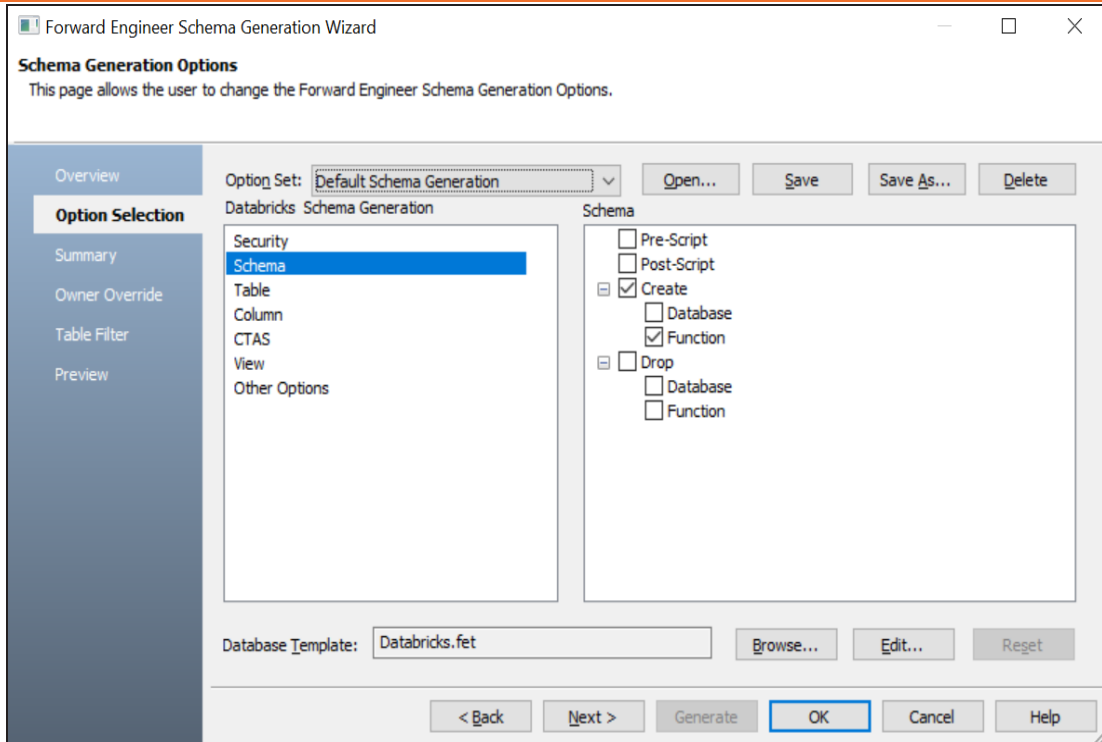 Forward Engineer Schema Generation Wizard
Schema Generation Options
This page allows the user to change the Forward Engineer Schema Generation Options.
Overview
Option Selection
Summary
Owner Override
Table Filter
Preview
Option Set: Default Schema Generation Open... Save Save As... Delete
Databricks Schema Generation
Security
Schema
Table
Column
CTAS
View
Other Options
Schema
Pre-Script
Post-Script
Create
Database
Function
Drop
Database
Function
Database Template: Databricks.fet Browse... Edit... Reset
< Back Next > Generate OK Cancel Help